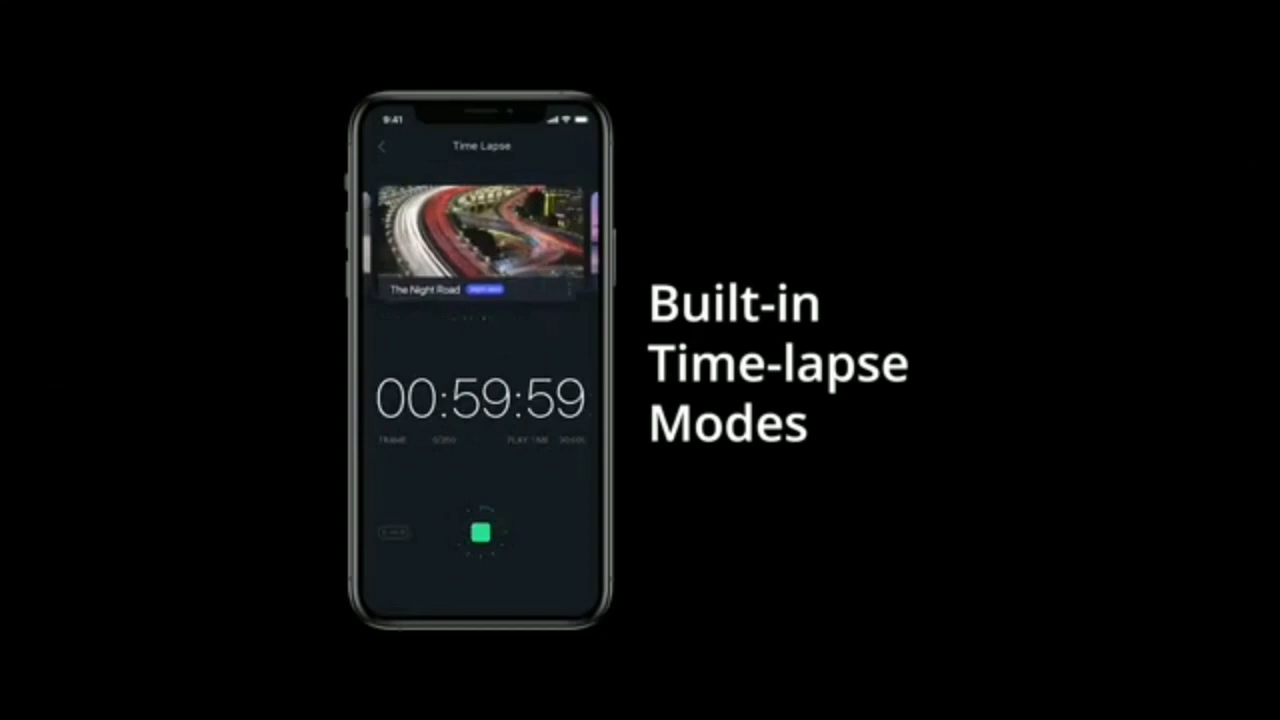 9:41
Time Lapse
The Night Road
00:59:59
FRAME
PLAY TIME
Built-in
Time-lapse
Modes